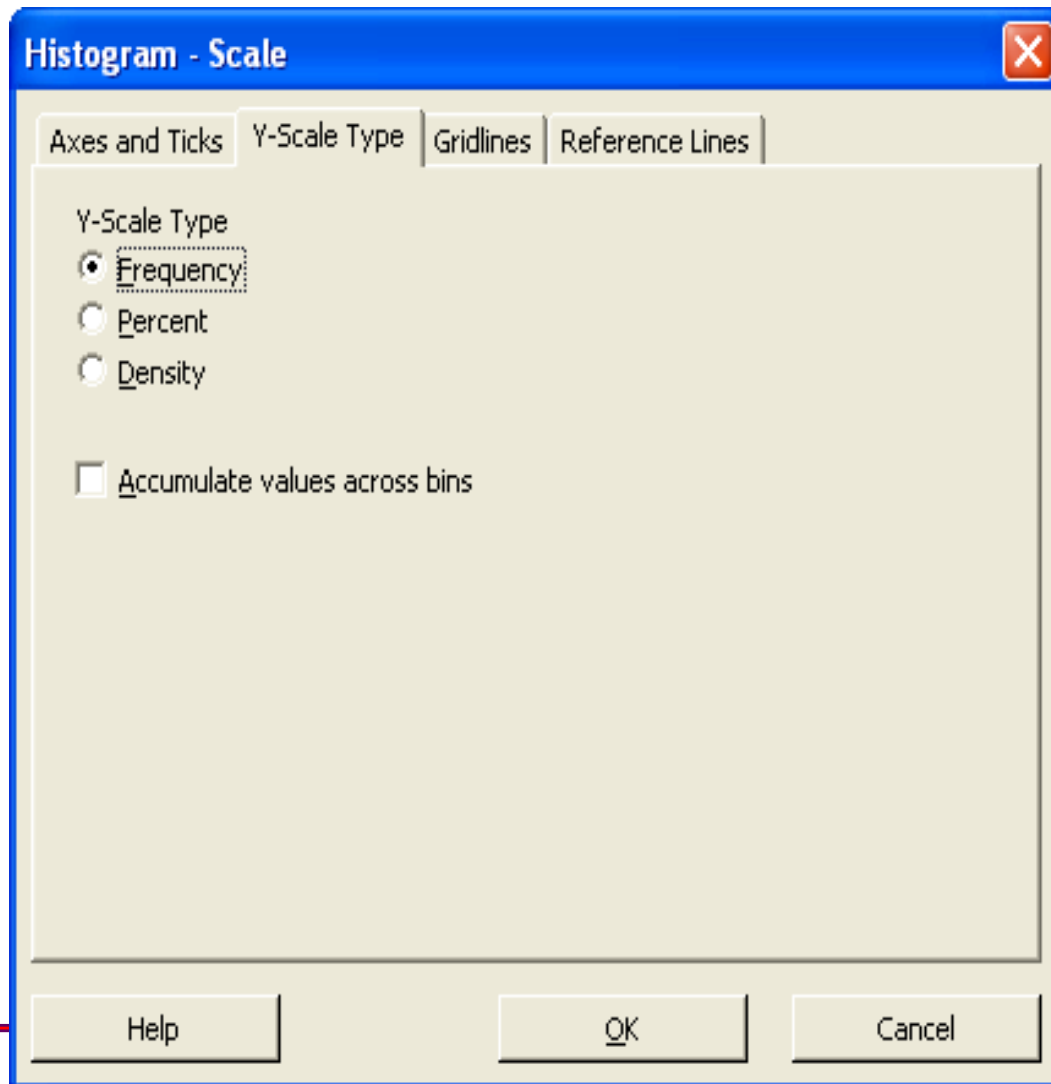 Histogram - Scale
Axes and Ticks
Y-Scale Type
Gridlines
Reference Lines
Y-Scale Type
Frequency
Percent
Density
Accumulate values across bins
Help
OK
Cancel